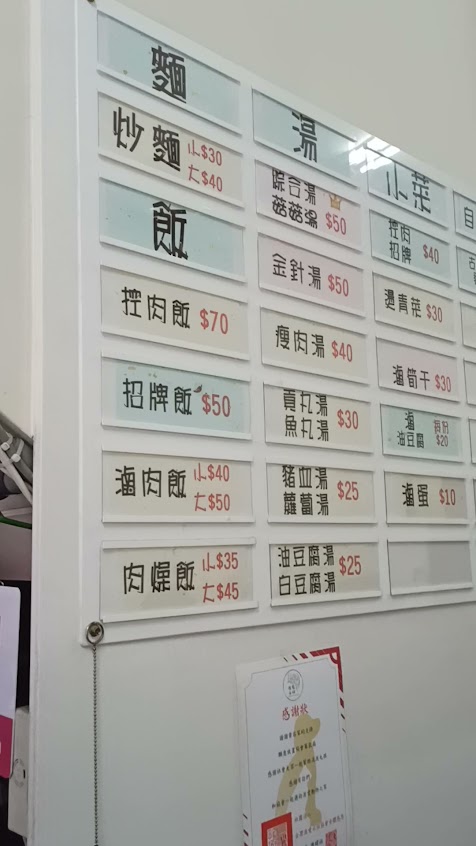 麵
炒麵 小$30
大$40
飯
控肉飯 $70
招牌飯 $50
滷肉飯 小$40
大$50
肉燥飯 小$35
大$45
湯
綜合湯
菇菇湯 $50
金針湯 $50
瘦肉湯 $40
貢丸湯
魚丸湯 $30
豬血湯
蘿蔔湯 $25
油豆腐湯
白豆腐湯 $25
小菜
控肉
招牌 $40
燙青菜 $30
滷筍干 $30
滷
油豆腐 $20
滷蛋 $10
自
感謝狀